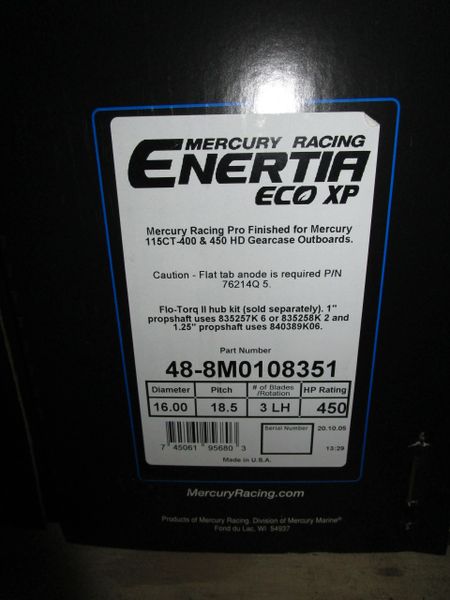 MERCURY RACING
ENERTIA
ECO XP
Mercury Racing Pro Finished for Mercury
115CT-400 & 450 HD Gearcase Outboards.
Caution - Flat tab anode is required P/N
76214Q 5.
Flo-Torq II hub kit (sold separately). 1"
propshaft uses 835257K 6 or 835258K 2 and
1.25" propshaft uses 840389K06.
Part Number
48-8M0108351
Diameter Pitch # of Blades /Rotation HP Rating
16.00 18.5 3 LH 450
Serial Number 20.10.05
13:29
7 45061 95680 3
Made in U.S.A.
MercuryRacing.com
Products of Mercury Racing, Division of Mercury Marine®
Fond du Lac, WI 54937